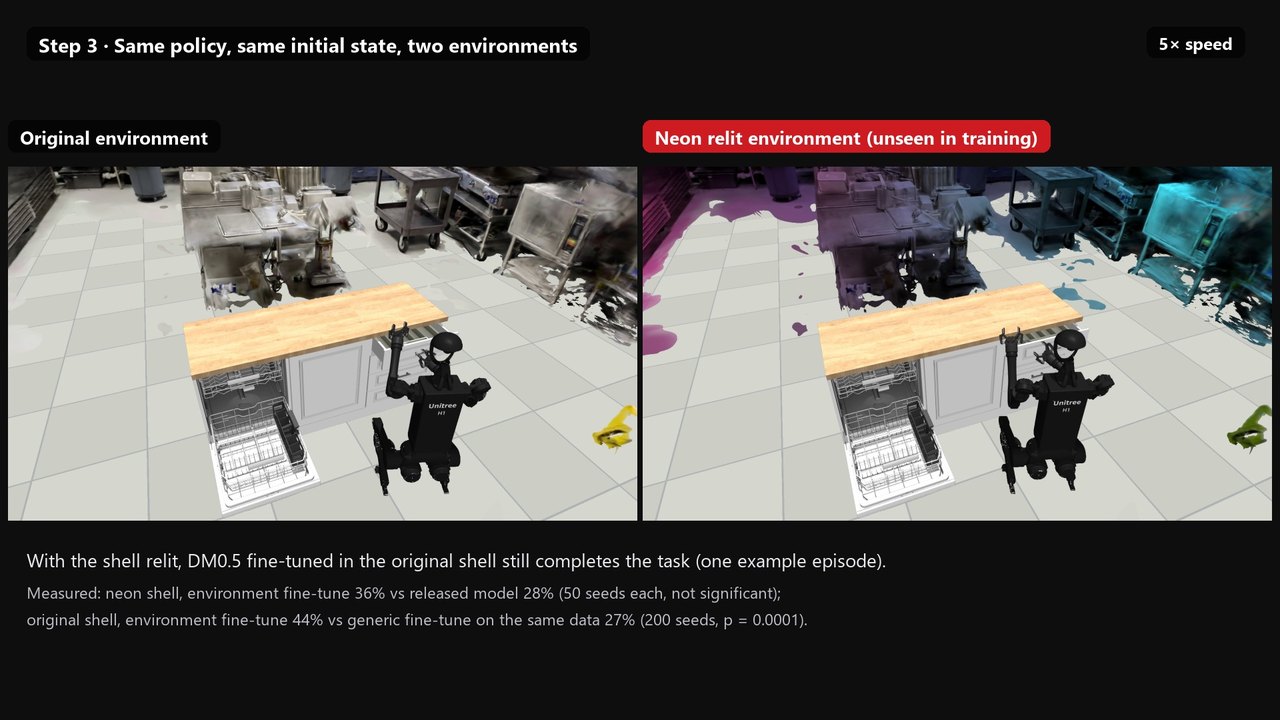 Step 3 · Same policy, same initial state, two environments
5× speed
Original environment
Neon relit environment (unseen in training)
Unitree
H1
Unitree
H1
With the shell relit, DM0.5 fine-tuned in the original shell still completes the task (one example episode).
Measured: neon shell, environment fine-tune 36% vs released model 28% (50 seeds each, not significant);
original shell, environment fine-tune 44% vs generic fine-tune on the same data 27% (200 seeds, p = 0.0001).